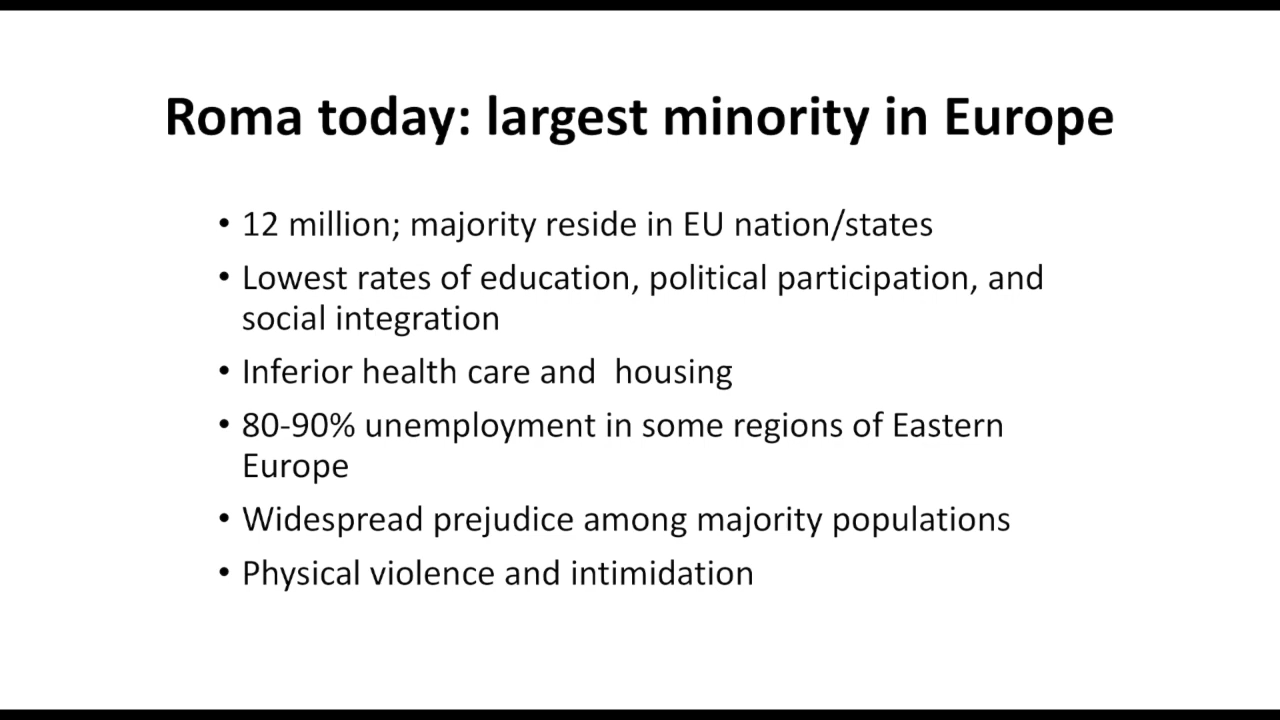 Roma today: largest minority in Europe
• 12 million; majority reside in EU nation/states
• Lowest rates of education, political participation, and
social integration
• Inferior health care and  housing
• 80-90% unemployment in some regions of Eastern
Europe
• Widespread prejudice among majority populations
• Physical violence and intimidation